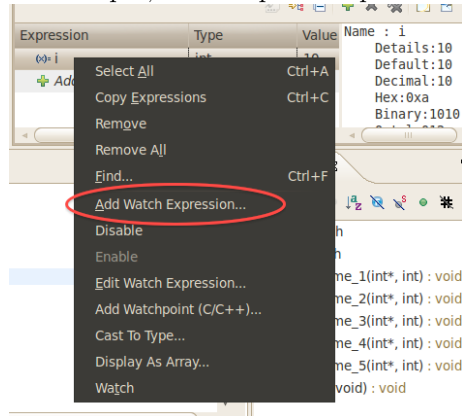 Expression Type Value
(x)= i int 10
Add
Name : i
Details:10
Default:10
Decimal:10
Hex:0xa
Binary:1010
Select All Ctrl+A
Copy Expressions Ctrl+C
Remove
Remove All
Find... Ctrl+F
Add Watch Expression...
Disable
Enable
Edit Watch Expression...
Add Watchpoint (C/C++)...
Cast To Type...
Display As Array...
Watch
h
h
me_1(int*, int) : void
me_2(int*, int) : void
me_3(int*, int) : void
me_4(int*, int) : void
me_5(int*, int) : void
void) : void